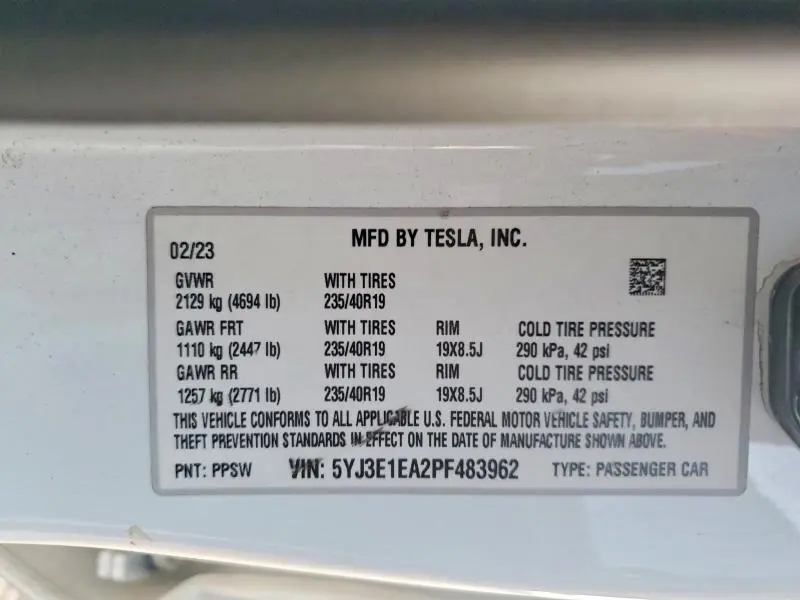 MFD BY TESLA, INC.
02/23
GVWR WITH TIRES
2129 kg (4694 lb) 235/40R19
GAWR FRT WITH TIRES RIM COLD TIRE PRESSURE
1110 kg (2447 lb) 235/40R19 19X8.5J 290 kPa, 42 psi
GAWR RR WITH TIRES RIM COLD TIRE PRESSURE
1257 kg (2771 lb) 235/40R19 19X8.5J 290 kPa, 42 psi
THIS VEHICLE CONFORMS TO ALL APPLICABLE U.S. FEDERAL MOTOR VEHICLE SAFETY, BUMPER, AND
THEFT PREVENTION STANDARDS IN EFFECT ON THE DATE OF MANUFACTURE SHOWN ABOVE.
PNT: PPSW VIN: 5YJ3E1EA2PF483962 TYPE: PASSENGER CAR